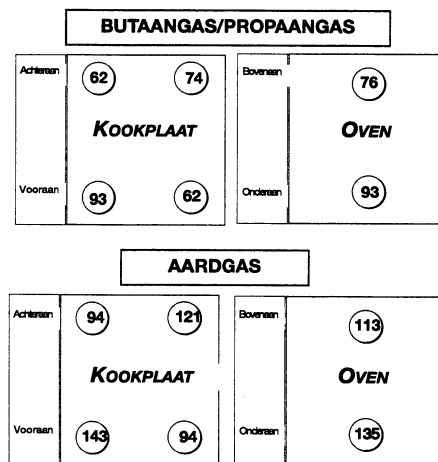 BUTAANGAS/PROPAANGAS
Achteraan 62 74
KOOKPLAAT
Vooraan 93 62
Bovenaan 76
OVEN
Onderaan 93
AARDGAS
Achteraan 94 121
KOOKPLAAT
Vooraan 143 94
Bovenaan 113
OVEN
Onderaan 135